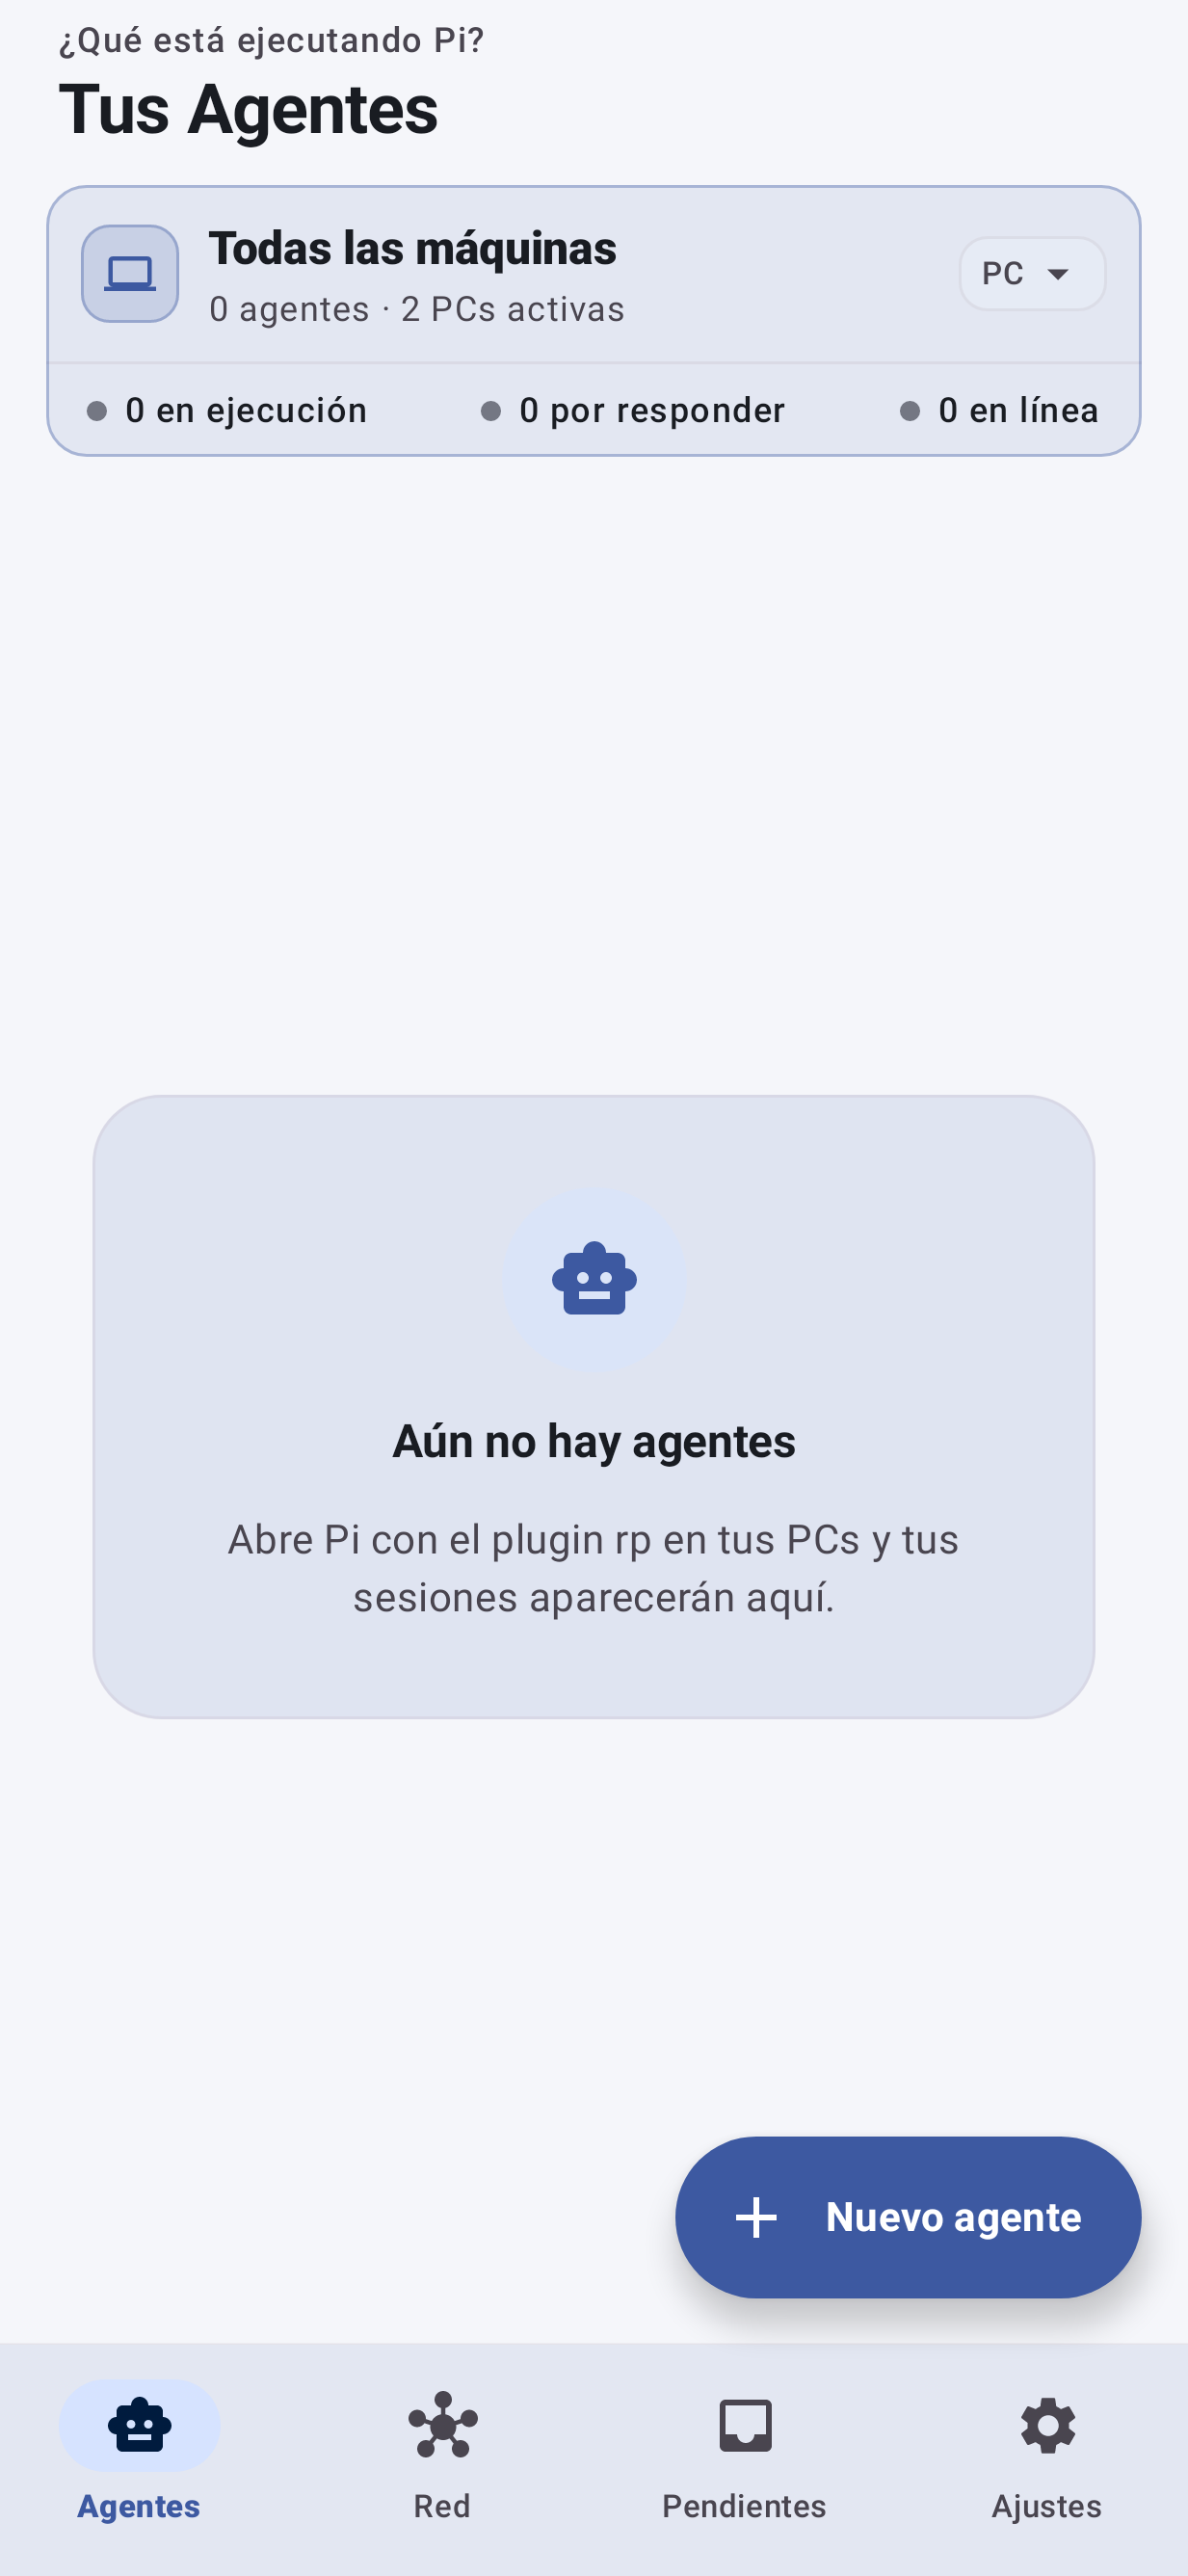 ¿Qué está ejecutando Pi?
Tus Agentes
Todas las máquinas
0 agentes · 2 PCs activas
PC
0 en ejecución
0 por responder
0 en línea
Aún no hay agentes
Abre Pi con el plugin rp en tus PCs y tus
sesiones aparecerán aquí.
Nuevo agente
Agentes
Red
Pendientes
Ajustes